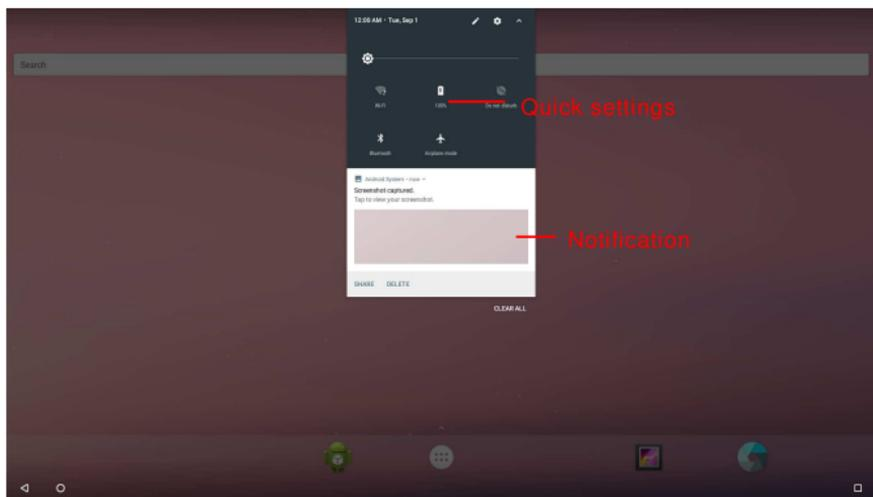 12:08 AM • Tue, Sep 1
Search
Wi-Fi
100%
Do not disturb
Quick settings
Bluetooth
Airplane mode
Android System • now
Screenshot captured.
Tap to view your screenshot.
Notification
SHARE DELETE
CLEAR ALL